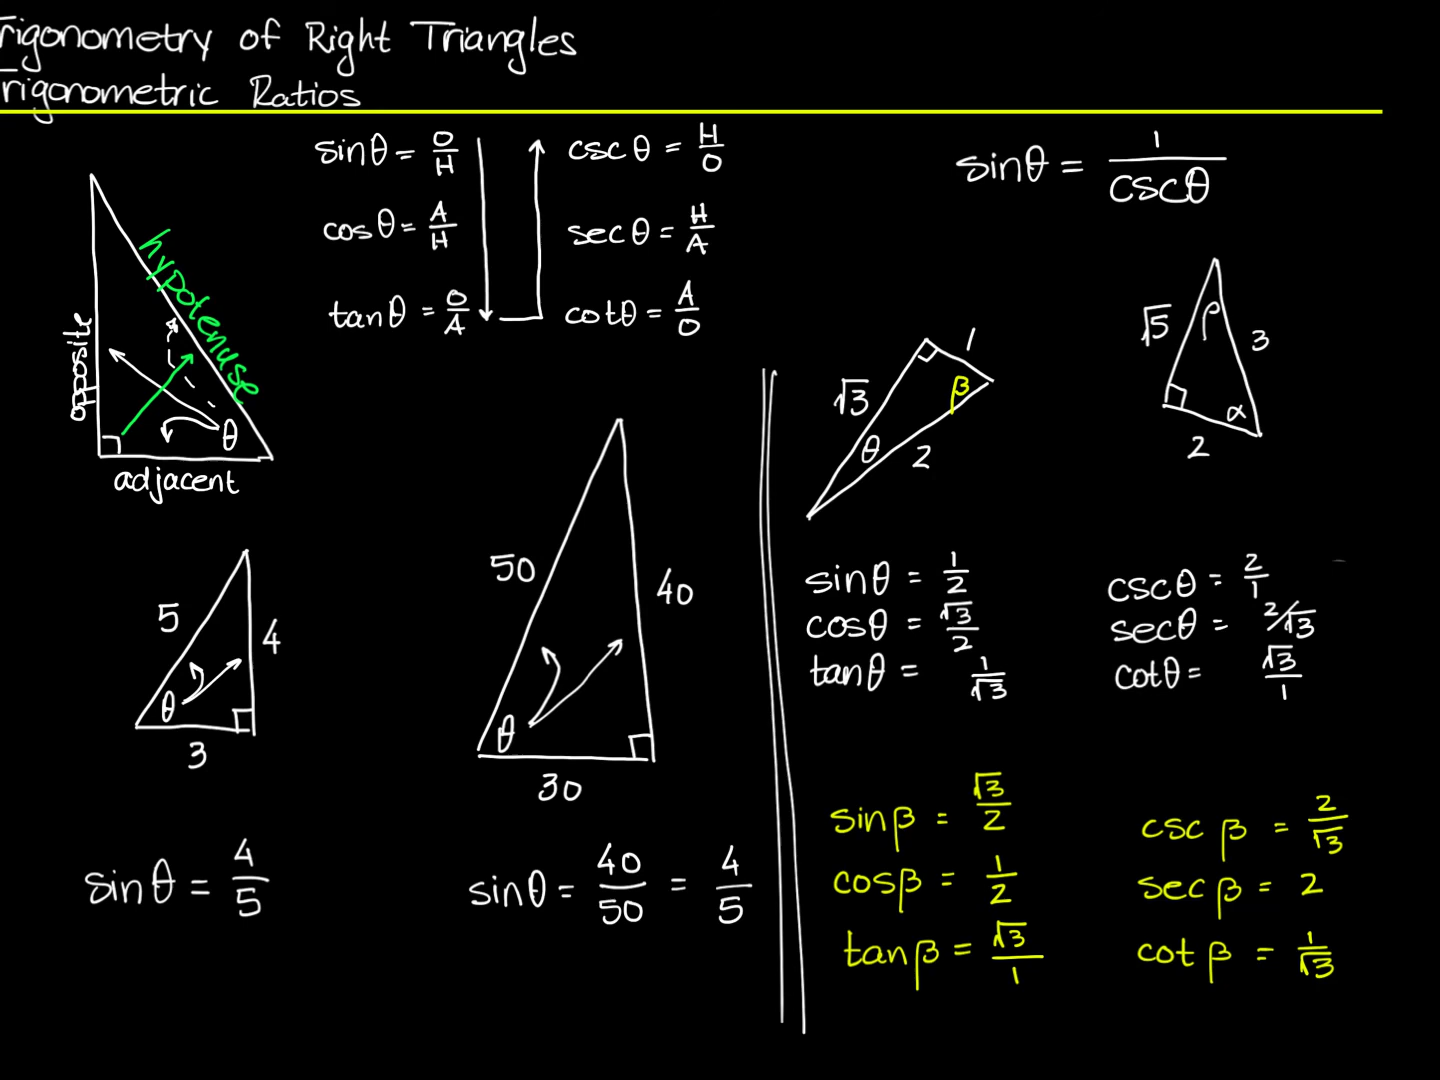 Trigonometry of Right Triangles
Trigonometric Ratios
sinθ = O/H
cscθ = H/O
cosθ = A/H
secθ = H/A
tanθ = O/A
cotθ = A/O
sinθ = 1/cscθ
hypotenuse
opposite
adjacent
θ
5
4
3
θ
sinθ = 4/5
50
40
30
θ
sinθ = 40/50 = 4/5
√3
1
2
θ
β
√5
3
2
α
sinθ = 1/2
cosθ = √3/2
tanθ = 1/√3
cscθ = 2/1
secθ = 2/√3
cotθ = √3/1
sinβ = √3/2
cosβ = 1/2
tanβ = √3/1
cscβ = 2/√3
secβ = 2
cotβ = 1/√3